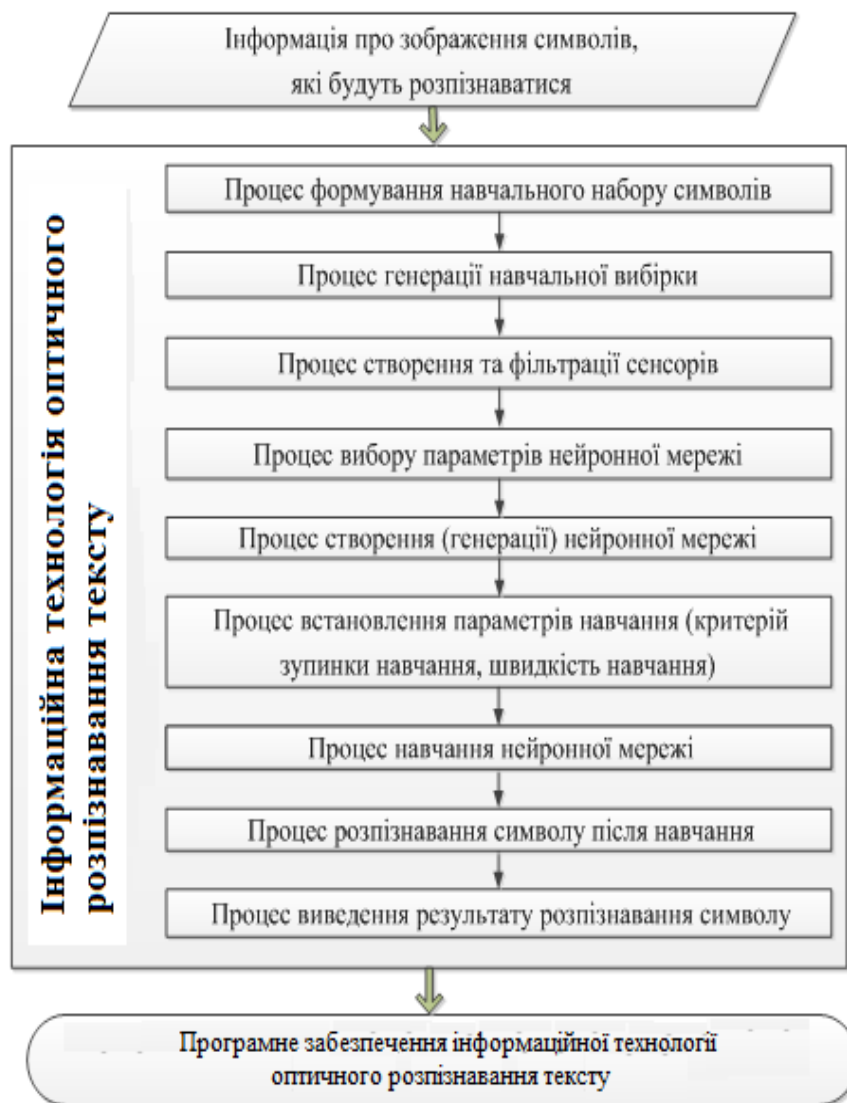 Інформація про зображення символів,
які будуть розпізнаватися
Інформаційна технологія оптичного
розпізнавання тексту
Процес формування навчального набору символів
Процес генерації навчальної вибірки
Процес створення та фільтрації сенсорів
Процес вибору параметрів нейронної мережі
Процес створення (генерації) нейронної мережі
Процес встановлення параметрів навчання (критерій
зупинки навчання, швидкість навчання)
Процес навчання нейронної мережі
Процес розпізнавання символу після навчання
Процес виведення результату розпізнавання символу
Програмне забезпечення інформаційної технології
оптичного розпізнавання тексту